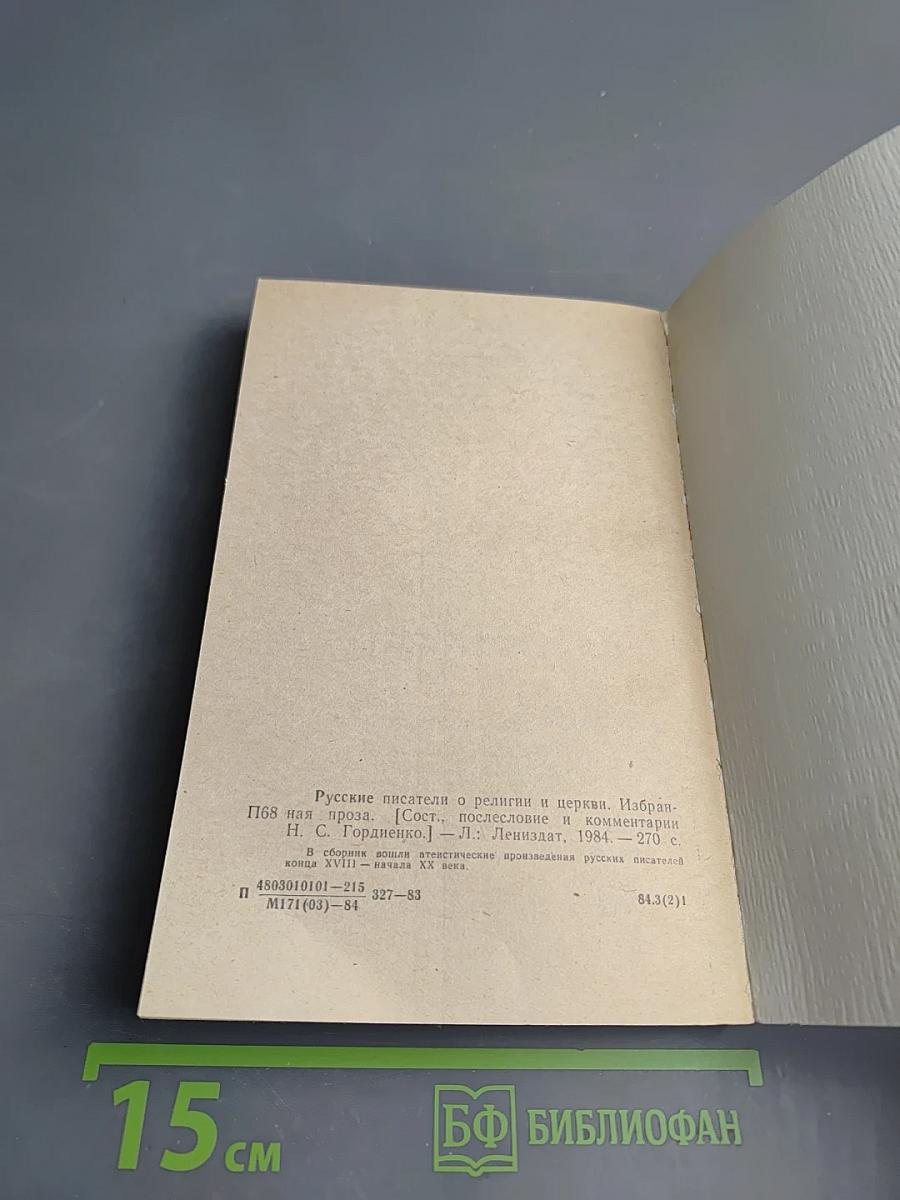 Русские писатели о религии и церкви. Избран-
П68 ная проза. [Сост., послесловие и комментарии
Н. С. Гордиенко.] — Л.: Лениздат, 1984. — 270 с.
В сборник вошли атеистические произведения русских писателей
конца XVIII — начала XX века.
П 4803010101—215 327—83
М171(03)—84
84.3(2)1
15 см
БФ БИБЛИОФАН